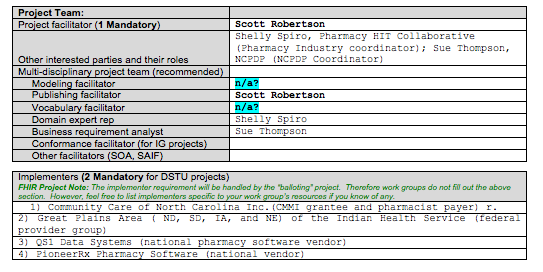 Project Team:
Project facilitator (1 Mandatory) Scott Robertson
Shelly Spiro, Pharmacy HIT Collaborative
(Pharmacy Industry coordinator); Sue Thompson,
Other interested parties and their roles NCPDP (NCPDP Coordinator)
Multi-disciplinary project team (recommended)
Modeling facilitator n/a?
Publishing facilitator Scott Robertson
Vocabulary facilitator n/a?
Domain expert rep Shelly Spiro
Business requirement analyst Sue Thompson
Conformance facilitator (for IG projects)
Other facilitators (SOA, SAIF)
Implementers (2 Mandatory for DSTU projects)
FHIR Project Note: The implementer requirement will be handled by the "balloting" project. Therefore work groups do not fill out the above
section. However, feel free to list implementers specific to your work group's resources if you know of any.
1) Community Care of North Carolina Inc.(CMMI grantee and pharmacist payer) r.
2) Great Plains Area ( ND, SD, IA, and NE) of the Indian Health Service (federal
provider group)
3) QS1 Data Systems (national pharmacy software vendor)
4) PioneerRx Pharmacy Software (national vendor)